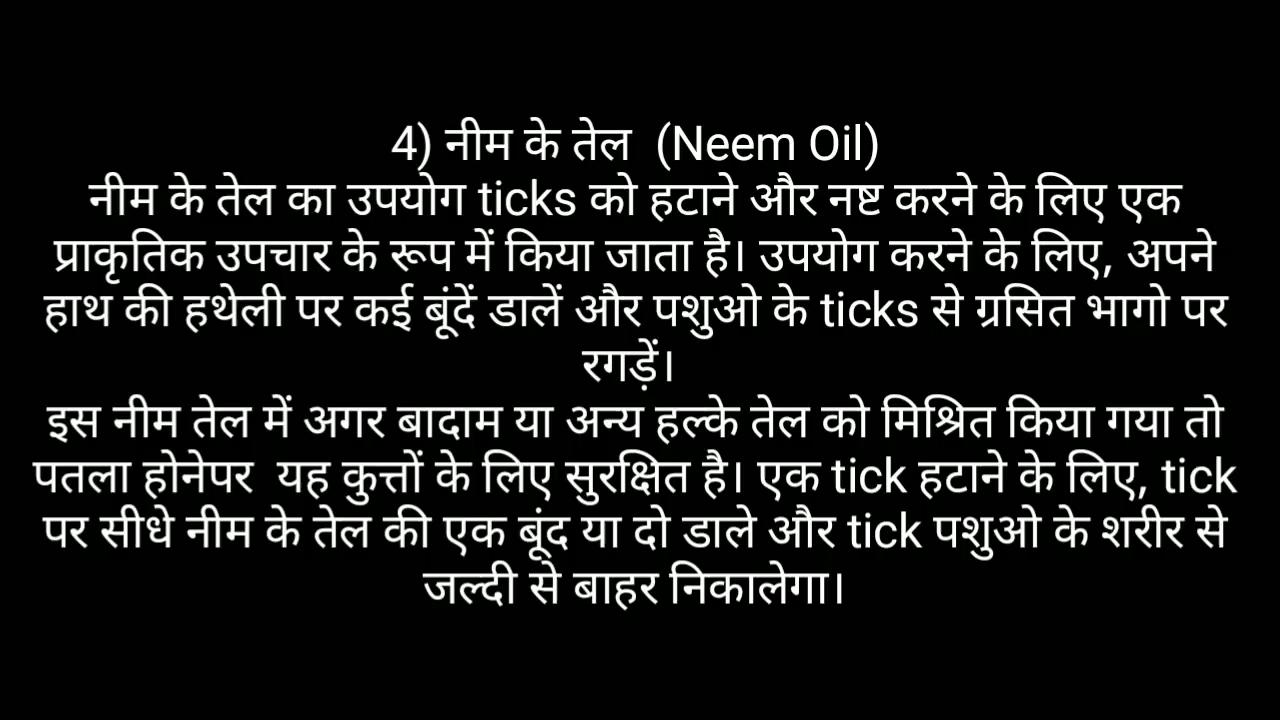 4) नीम के तेल  (Neem Oil)
नीम के तेल का उपयोग ticks को हटाने और नष्ट करने के लिए एक
प्राकृतिक उपचार के रूप में किया जाता है। उपयोग करने के लिए, अपने
हाथ की हथेली पर कई बूंदें डालें और पशुओ के ticks से ग्रसित भागो पर
रगड़ें।
इस नीम तेल में अगर बादाम या अन्य हल्के तेल को मिश्रित किया गया तो
पतला होनेपर  यह कुत्तों के लिए सुरक्षित है। एक tick हटाने के लिए, tick
पर सीधे नीम के तेल की एक बूंद या दो डाले और tick पशुओ के शरीर से
जल्दी से बाहर निकालेगा।